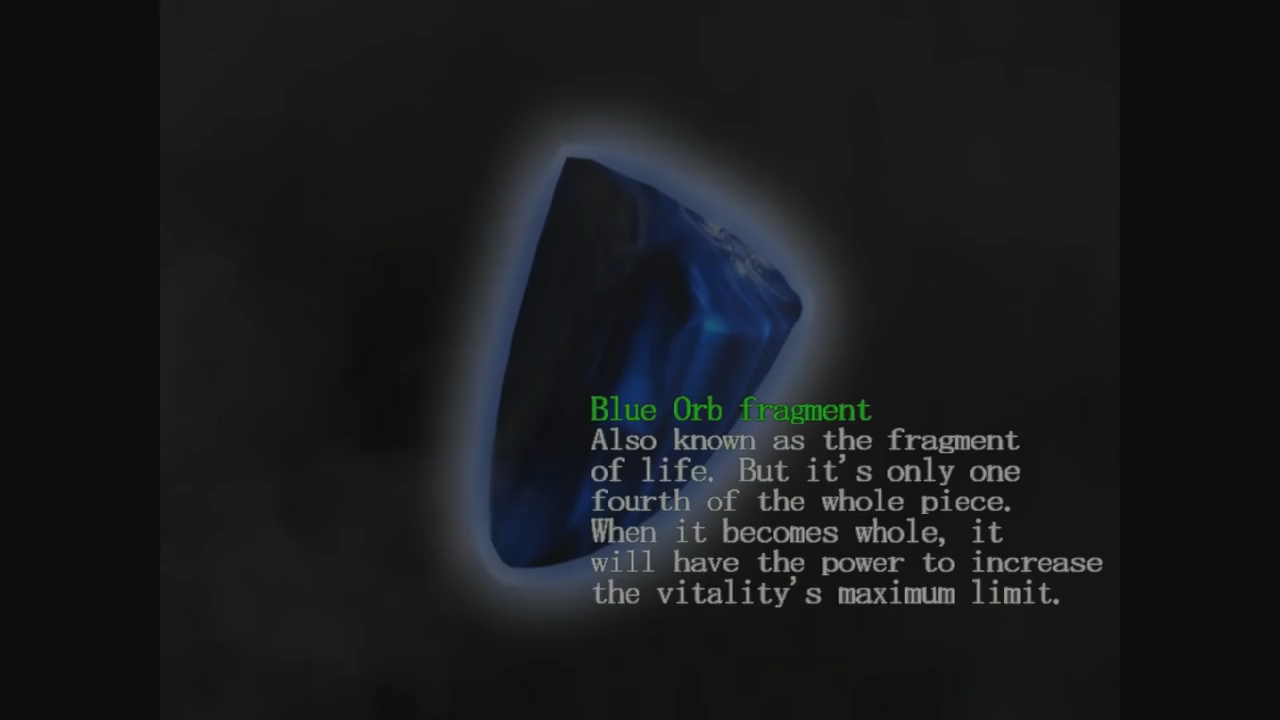 Blue Orb fragment
Also known as the fragment
of life. But it's only one
fourth of the whole piece.
When it becomes whole, it
will have the power to increase
the vitality's maximum limit.